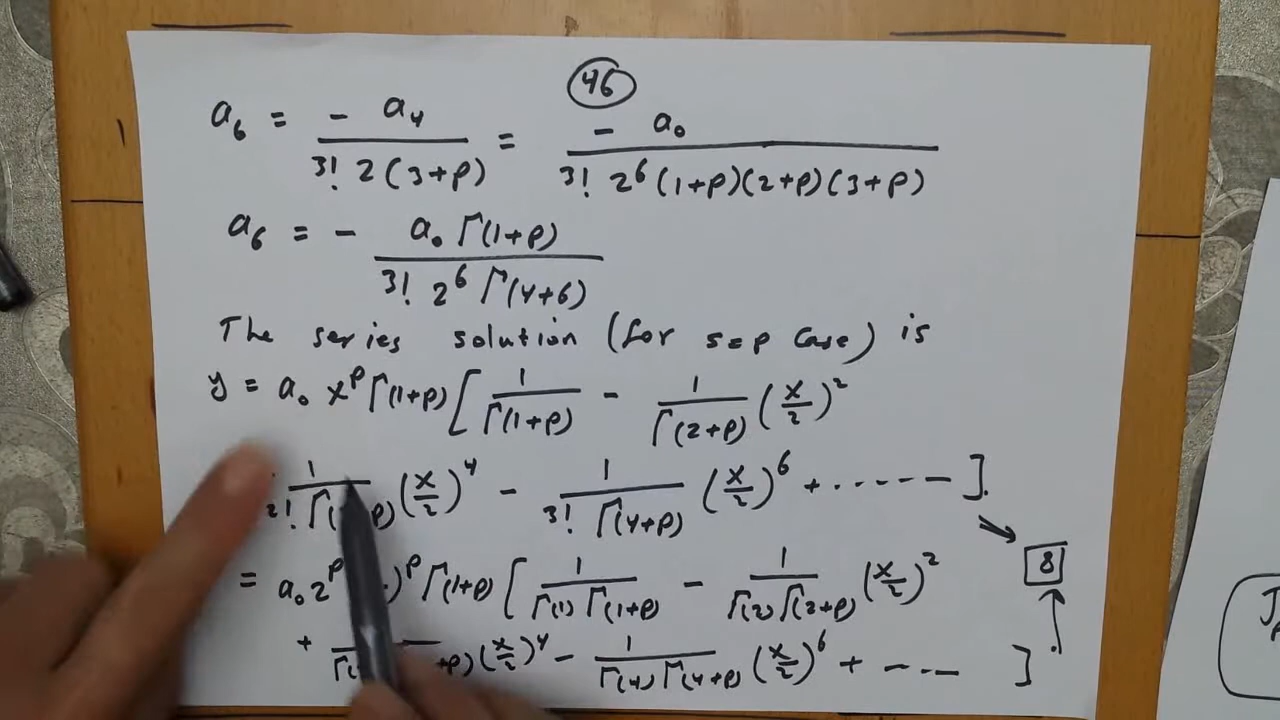 46
a₆ = - a₄ / 3! 2(3+p) = - a₀ / 3! 2⁶(1+p)(2+p)(3+p)
a₆ = - a₀ Γ(1+p) / 3! 2⁶ Γ(4+6)
The series solution (for s=p case) is
y = a₀ x^p Γ(1+p) [ 1 / Γ(1+p) - 1 / Γ(2+p) (x/2)²
1 / 2! Γ( p) (x/2)⁴ - 1 / 3! Γ(4+p) (x/2)⁶ + ------ ].
8
= a₀ 2^p )^p Γ(1+p) [ 1 / Γ(1) Γ(1+p) - 1 / Γ(2) Γ(2+p) (x/2)²
+ Γ( +p) (x/2)⁴ - 1 / Γ(4) Γ(4+p) (x/2)⁶ + ---- ]
J_p